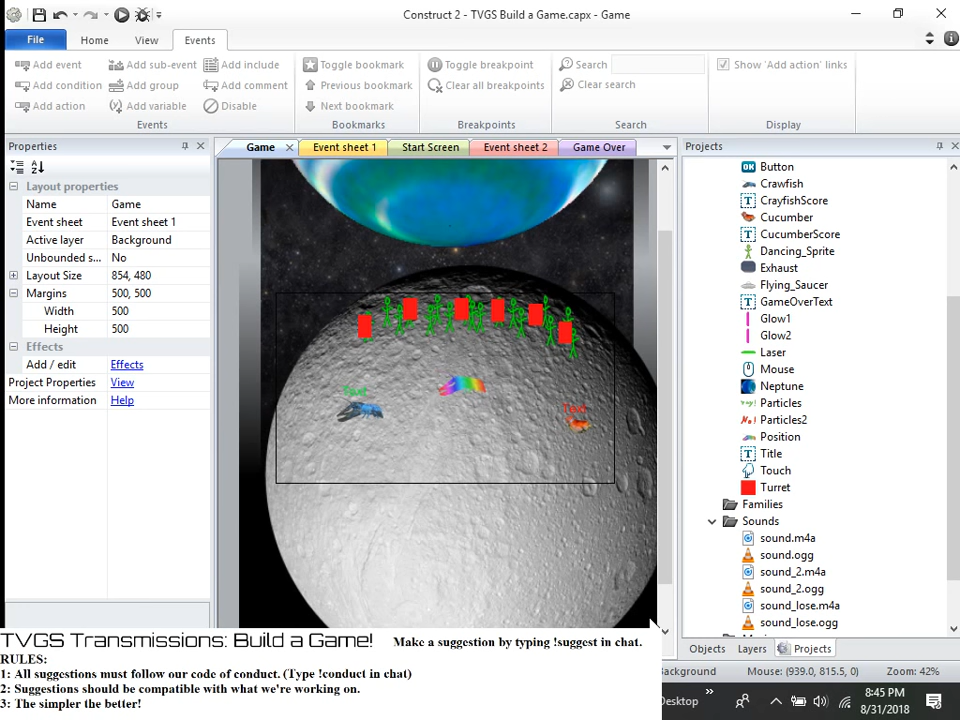 Construct 2 - TVGS Build a Game.capx - Game
File Home View Events
Add event Add sub-event Add include
Add condition Add group Add comment
Add action Add variable Disable
Events
Toggle bookmark
Previous bookmark
Next bookmark
Bookmarks
Toggle breakpoint
Clear all breakpoints
Breakpoints
Search
Clear search
Search
Show 'Add action' links
Display
Properties
Layout properties
Name Game
Event sheet Event sheet 1
Active layer Background
Unbounded s... No
Layout Size 854, 480
Margins 500, 500
Width 500
Height 500
Effects
Add / edit Effects
Project Properties View
More information Help
Game Event sheet 1 Start Screen Event sheet 2 Game Over
Text
Text
Projects
OK Button
Crawfish
T CrayfishScore
Cucumber
T CucumberScore
Dancing_Sprite
Exhaust
Flying_Saucer
T GameOverText
Glow1
Glow2
Laser
Mouse
Neptune
Particles
Particles2
Position
T Title
Touch
Turret
Families
Sounds
sound.m4a
sound.ogg
sound_2.m4a
sound_2.ogg
sound_lose.m4a
sound_lose.ogg
Objects Layers Projects
ackground Mouse: (939.0, 815.5, 0) Zoom: 42%
TVGS Transmissions: Build a Game! Make a suggestion by typing !suggest in chat.
RULES:
1: All suggestions must follow our code of conduct. (Type !conduct in chat)
2: Suggestions should be compatible with what we're working on.
3: The simpler the better!
Desktop
8:45 PM
8/31/2018